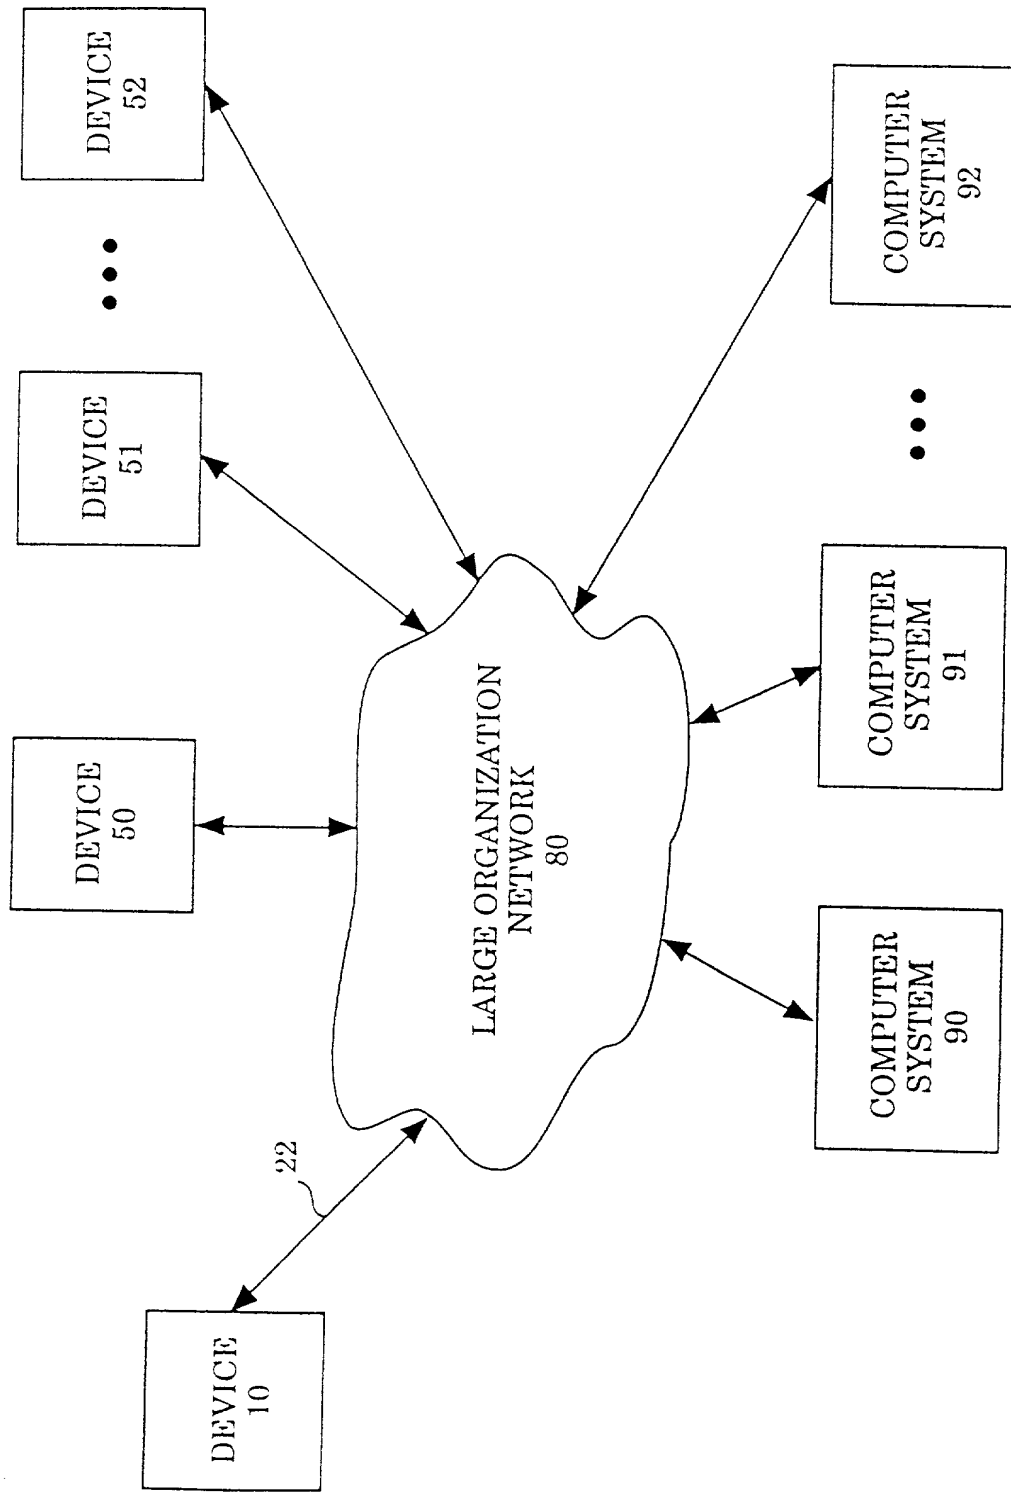 DEVICE
10
22
DEVICE
50
DEVICE
51
DEVICE
52
LARGE ORGANIZATION
NETWORK
80
COMPUTER
SYSTEM
90
COMPUTER
SYSTEM
91
COMPUTER
SYSTEM
92